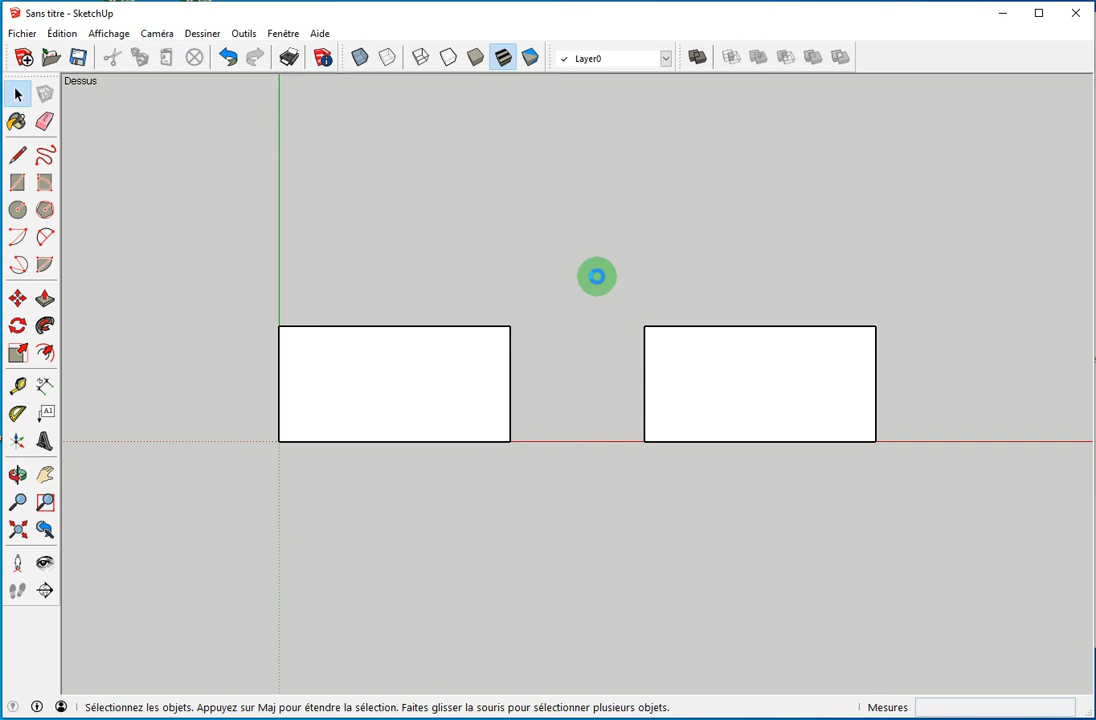 Sans titre - SketchUp
Fichier Édition Affichage Caméra Dessiner Outils Fenêtre Aide
Layer0
Dessus
A1
Sélectionnez les objets. Appuyez sur Maj pour étendre la sélection. Faites glisser la souris pour sélectionner plusieurs objets. Mesures